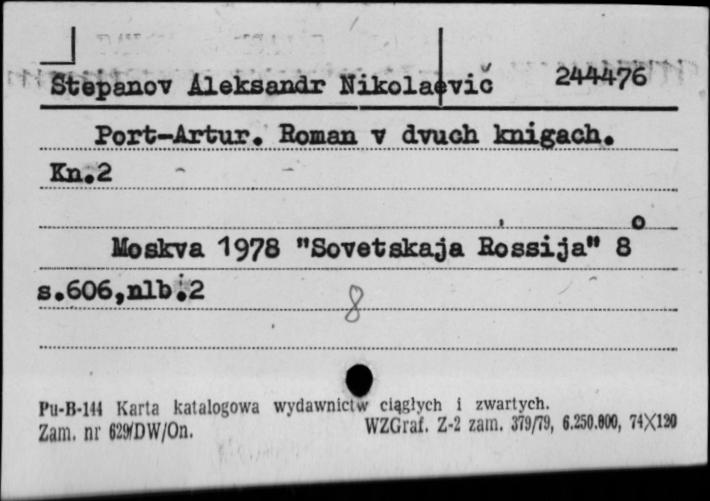 Stepanov Aleksandr Nikolaevič 244476
Port-Artur. Roman v dvuch knigach.
Kn.2
Moskva 1978 "Sovetskaja Rossija" 8°
s.606,nlb.2
8
Pu-B-144 Karta katalogowa wydawnictw ciągłych i zwartych.
Zam. nr 629/DW/On. WZGraf. Z-2 zam. 379/79, 6.250.000, 74X120